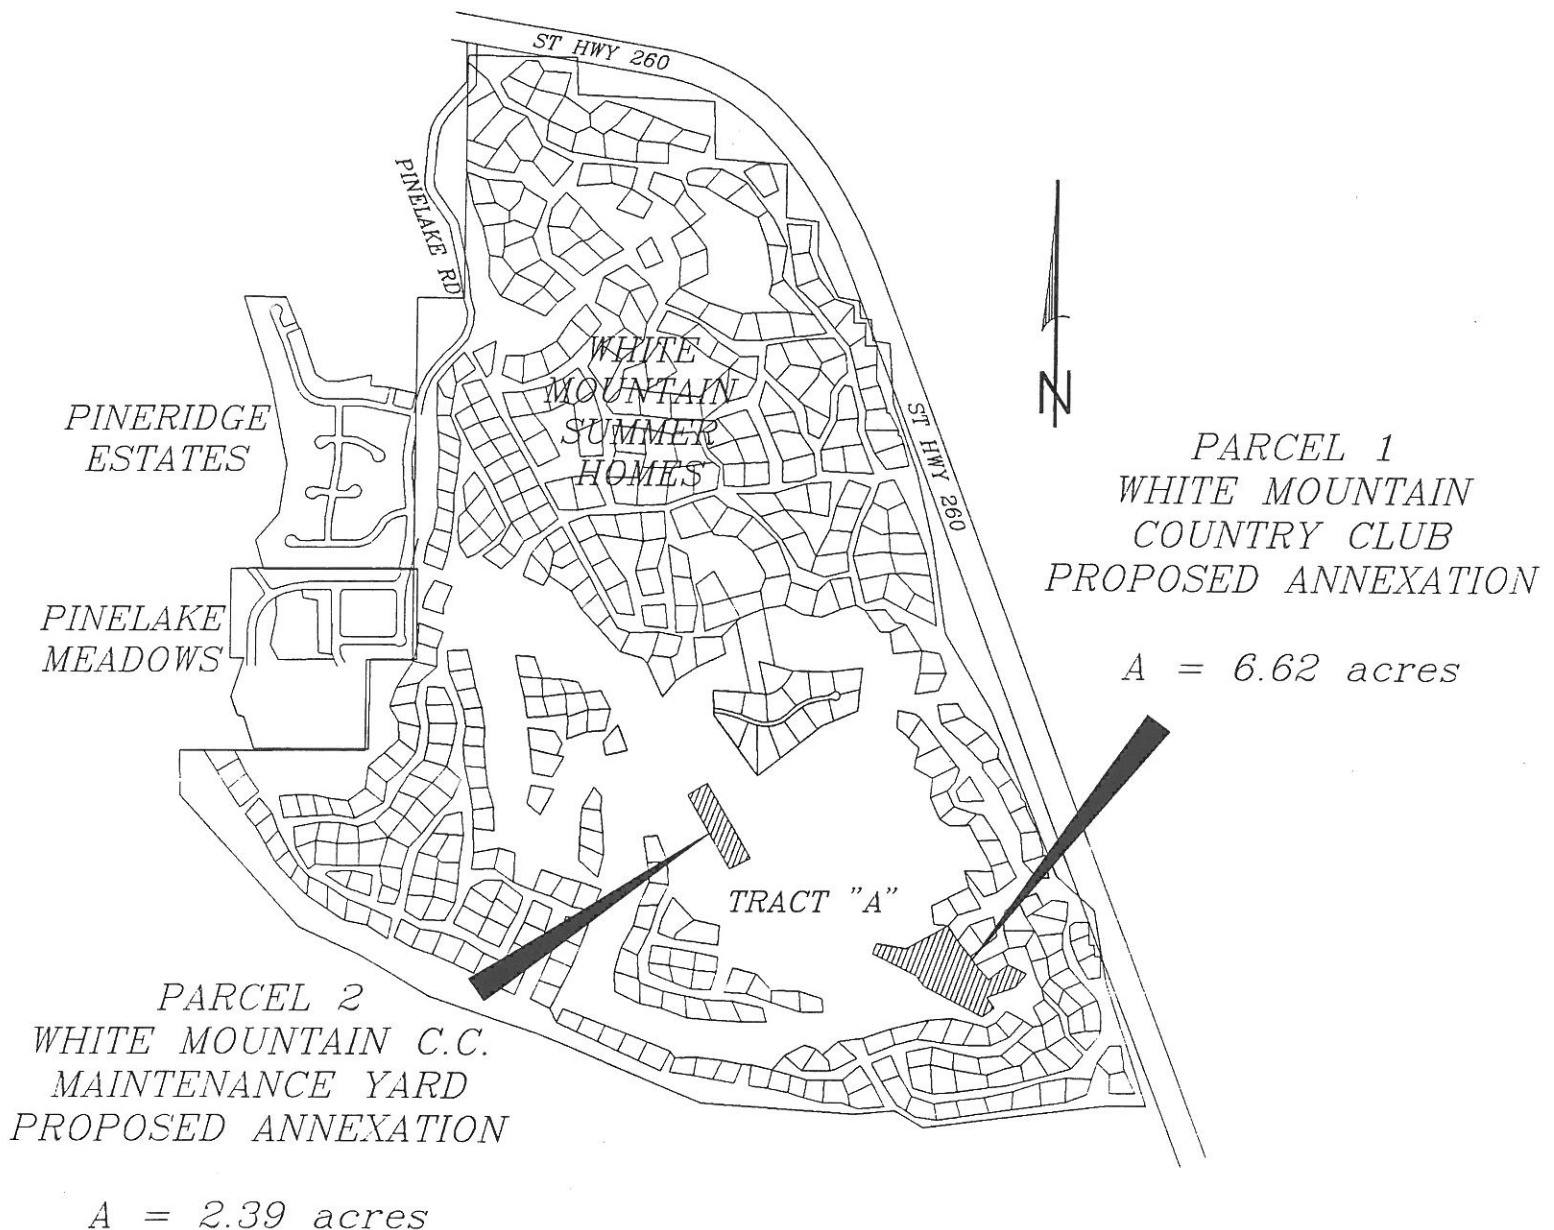 ST HWY 260
PINELAKE RD
WHITE
MOUNTAIN
SUMMER
HOMES
N
PINERIDGE
ESTATES
ST HWY 260
PARCEL 1
WHITE MOUNTAIN
COUNTRY CLUB
PROPOSED ANNEXATION
A = 6.62 acres
PINELAKE
MEADOWS
TRACT "A"
PARCEL 2
WHITE MOUNTAIN C.C.
MAINTENANCE YARD
PROPOSED ANNEXATION
A = 2.39 acres